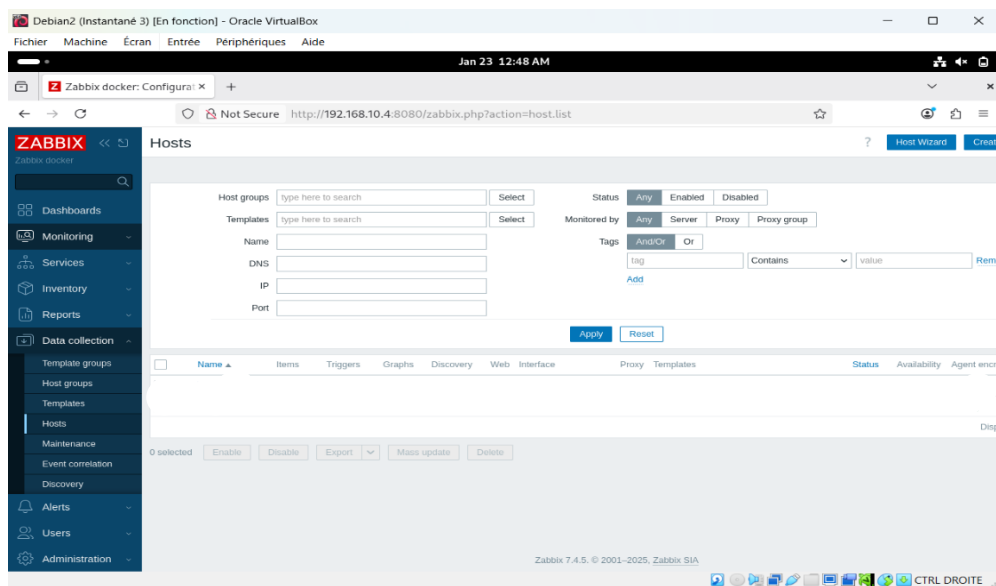 Debian2 (Instantané 3) [En fonction] - Oracle VirtualBox
Fichier Machine Écran Entrée Périphériques Aide
Jan 23 12:48 AM
Z Zabbix docker: Configurat
Not Secure http://192.168.10.4:8080/zabbix.php?action=host.list
ZABBIX
Zabbix docker
Hosts
? Host Wizard Creat
Host groups type here to search Select
Status Any Enabled Disabled
Templates type here to search Select
Monitored by Any Server Proxy Proxy group
Name
Tags And/Or Or
DNS
tag Contains value Rem
IP
Add
Port
Apply Reset
Dashboards
Monitoring
Services
Inventory
Reports
Data collection
Template groups
Host groups
Templates
Hosts
Maintenance
Event correlation
Discovery
Alerts
Users
Administration
Name Items Triggers Graphs Discovery Web Interface Proxy Templates Status Availability Agent encr
Disp
0 selected Enable Disable Export Mass update Delete
Zabbix 7.4.5. © 2001–2025, Zabbix SIA
CTRL DROITE